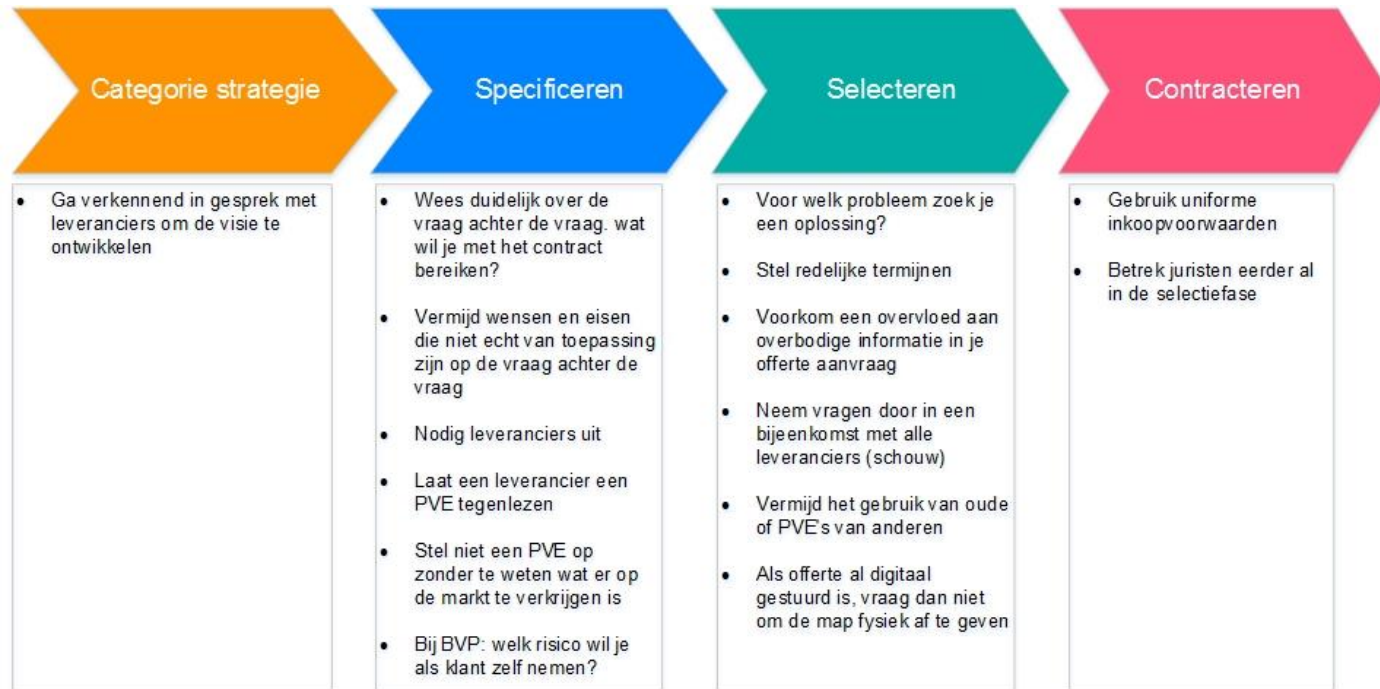 Categorie strategie
Specificeren
Selecteren
Contracteren
• Ga verkennend in gesprek met
leveranciers om de visie te
ontwikkelen
• Wees duidelijk over de
vraag achter de vraag. wat
wil je met het contract
bereiken?
• Vermijd wensen en eisen
die niet echt van toepassing
zijn op de vraag achter de
vraag
• Nodig leveranciers uit
• Laat een leverancier een
PVE tegenlezen
• Stel niet een PVE op
zonder te weten wat er op
de markt te verkrijgen is
• Bij BVP: welk risico wil je
als klant zelf nemen?
• Voor welk probleem zoek je
een oplossing?
• Stel redelijke termijnen
• Voorkom een overvloed aan
overbodige informatie in je
offerte aanvraag
• Neem vragen door in een
bijeenkomst met alle
leveranciers (schouw)
• Vermijd het gebruik van oude
of PVE's van anderen
• Als offerte al digitaal
gestuurd is, vraag dan niet
om de map fysiek af te geven
• Gebruik uniforme
inkoopvoorwaarden
• Betrek juristen eerder al
in de selectiefase